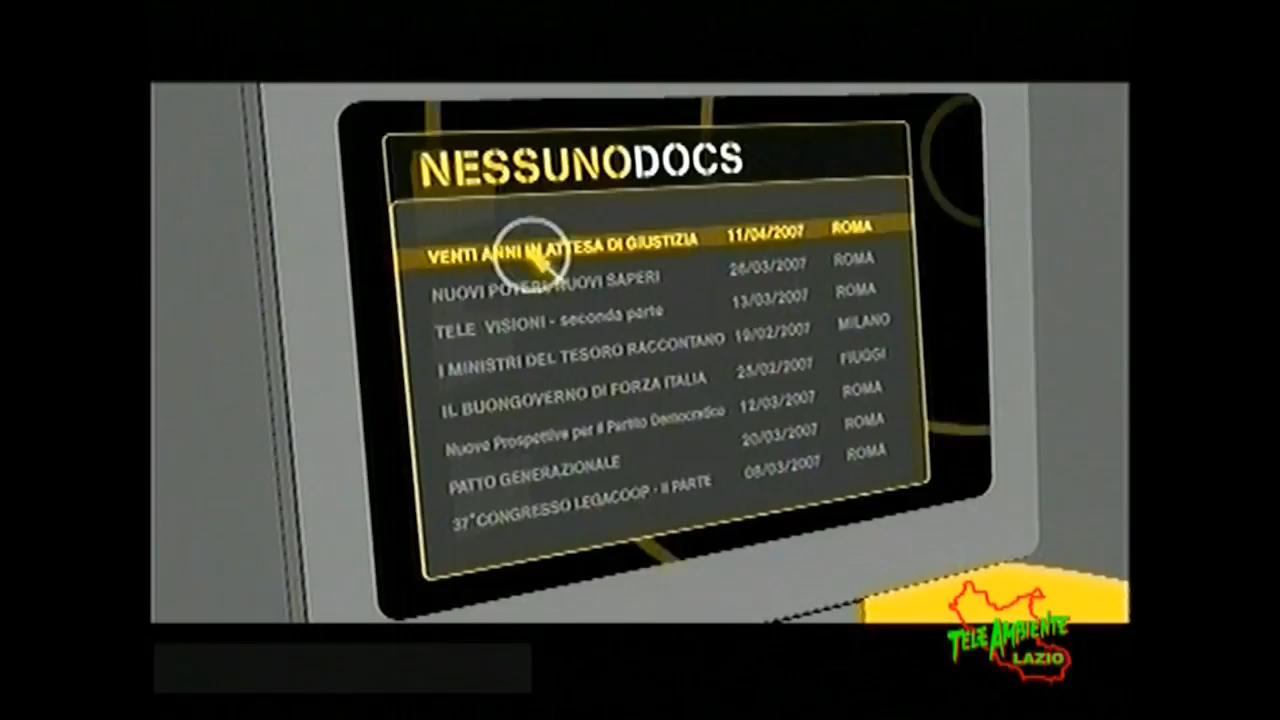 NESSUNODOCS
VENTI ANNI IN ATTESA DI GIUSTIZIA 11/04/2007 ROMA
NUOVI POTERI, NUOVI SAPERI 26/03/2007 ROMA
TELE VISIONI - seconda parte 13/03/2007 ROMA
I MINISTRI DEL TESORO RACCONTANO 19/02/2007 MILANO
IL BUONGOVERNO DI FORZA ITALIA 25/02/2007 FIUGGI
Nuove Prospettive per il Partito Democratico 12/03/2007 ROMA
PATTO GENERAZIONALE 20/03/2007 ROMA
37° CONGRESSO LEGACOOP - II PARTE 08/03/2007 ROMA
TELE AMBIENTE
LAZIO